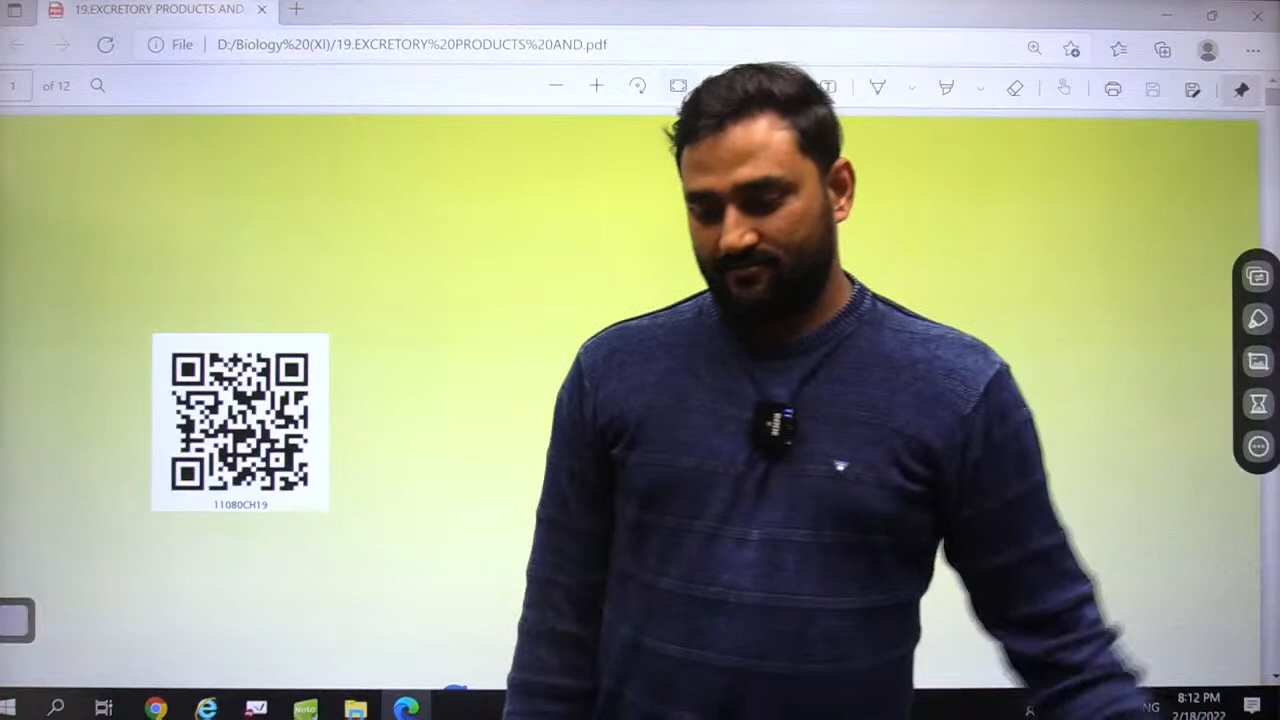 19.EXCRETORY PRODUCTS AND
File
D:/Biology%20(XI)/19.EXCRETORY%20PRODUCTS%20AND.pdf
1 of 12
11080CH19
8:12 PM
NG
2/18/2022